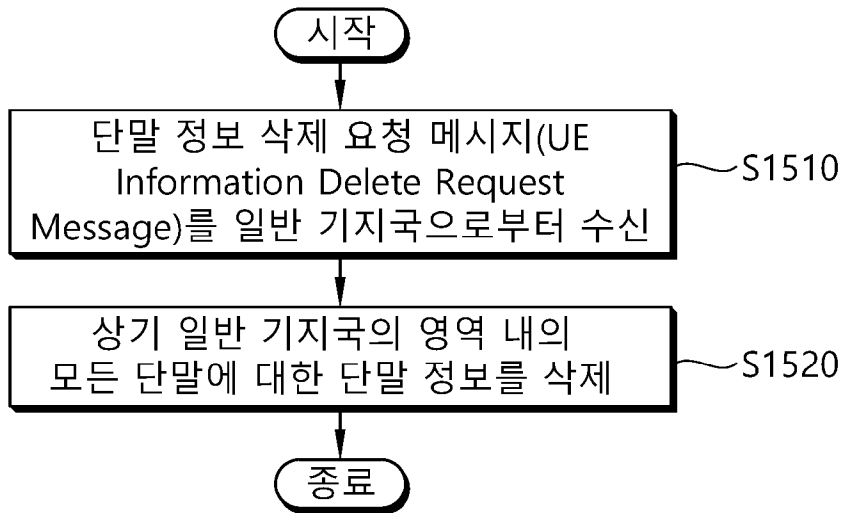 시작
단말 정보 삭제 요청 메시지(UE
Information Delete Request
Message)를 일반 기지국으로부터 수신
S1510
상기 일반 기지국의 영역 내의
모든 단말에 대한 단말 정보를 삭제
S1520
종료